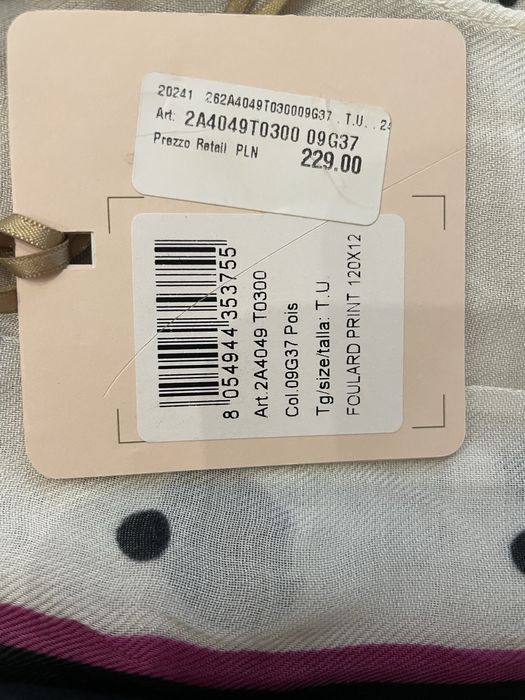 20241 262A4049T030009G37 . T.U. . 24
Art: 2A4049T0300 09G37
Prezzo Retail PLN 229.00
8 054944 353755
Art.2A4049 T0300
Col.09G37 Pois
Tg/size/talla: T.U.
FOULARD PRINT 120X12